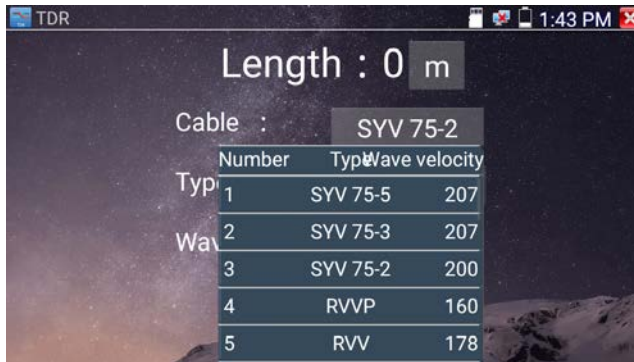 TDR 1:43 PM
Length : 0 m
Cable : SYV 75-2
Number Type Wave velocity
Type
1 SYV 75-5 207
Wav
2 SYV 75-3 207
3 SYV 75-2 200
4 RVVP 160
5 RVV 178